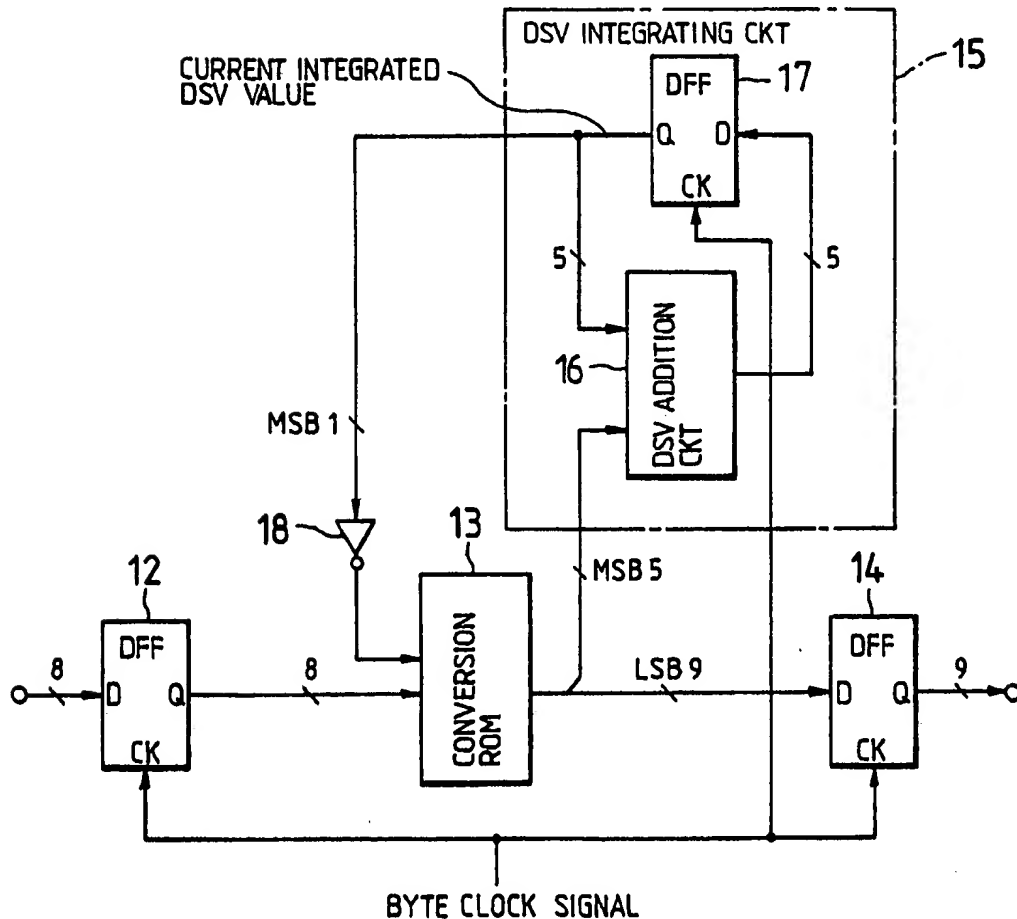 DSV INTEGRATING CKT
15
CURRENT INTEGRATED
DSV VALUE
DFF
17
Q D
CK
5
5
16
DSV ADDITION
CKT
MSB 1
18
13
MSB 5
12
14
DFF
DFF
8
D Q
8
CONVERSION
ROM
LSB 9
D Q
9
CK
CK
BYTE CLOCK SIGNAL